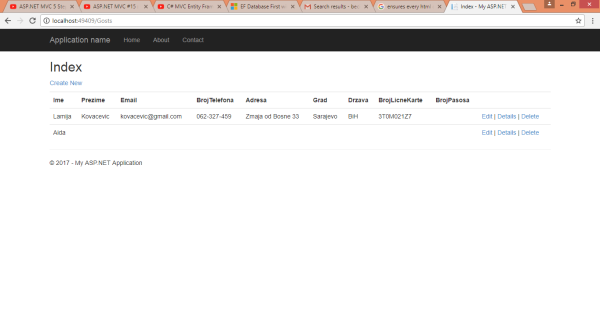 ASP.NET MVC 5 Ste
ASP.NET MVC #15
C# MVC Entity Fra
EF Database First w
Search results - be
ensures every html
Index - My ASP.NET
localhost:49409/Gosts
Application name Home About Contact
Index
Create New
Ime Prezime Email BrojTelefona Adresa Grad Drzava BrojLicneKarte BrojPasosa
Lamija Kovacevic kovacevic@gmail.com 062-327-459 Zmaja od Bosne 33 Sarajevo BiH 3T0M021Z7 Edit | Details | Delete
Aida Edit | Details | Delete
© 2017 - My ASP.NET Application